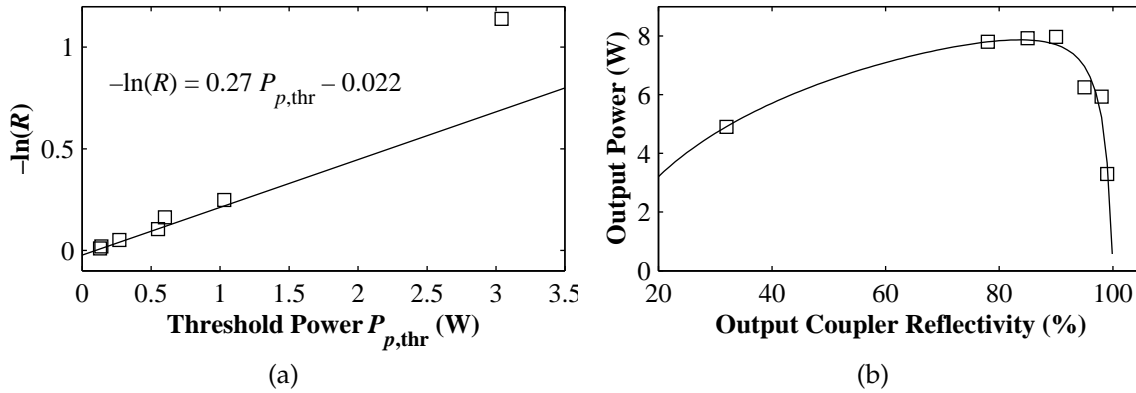 1
0.5
0
–ln(R)
–ln(R) = 0.27 P_{p,thr} – 0.022
0 0.5 1 1.5 2 2.5 3 3.5
Threshold Power P_{p,thr} (W)
(a)
8
6
4
2
0
Output Power (W)
20 40 60 80 100
Output Coupler Reflectivity (%)
(b)